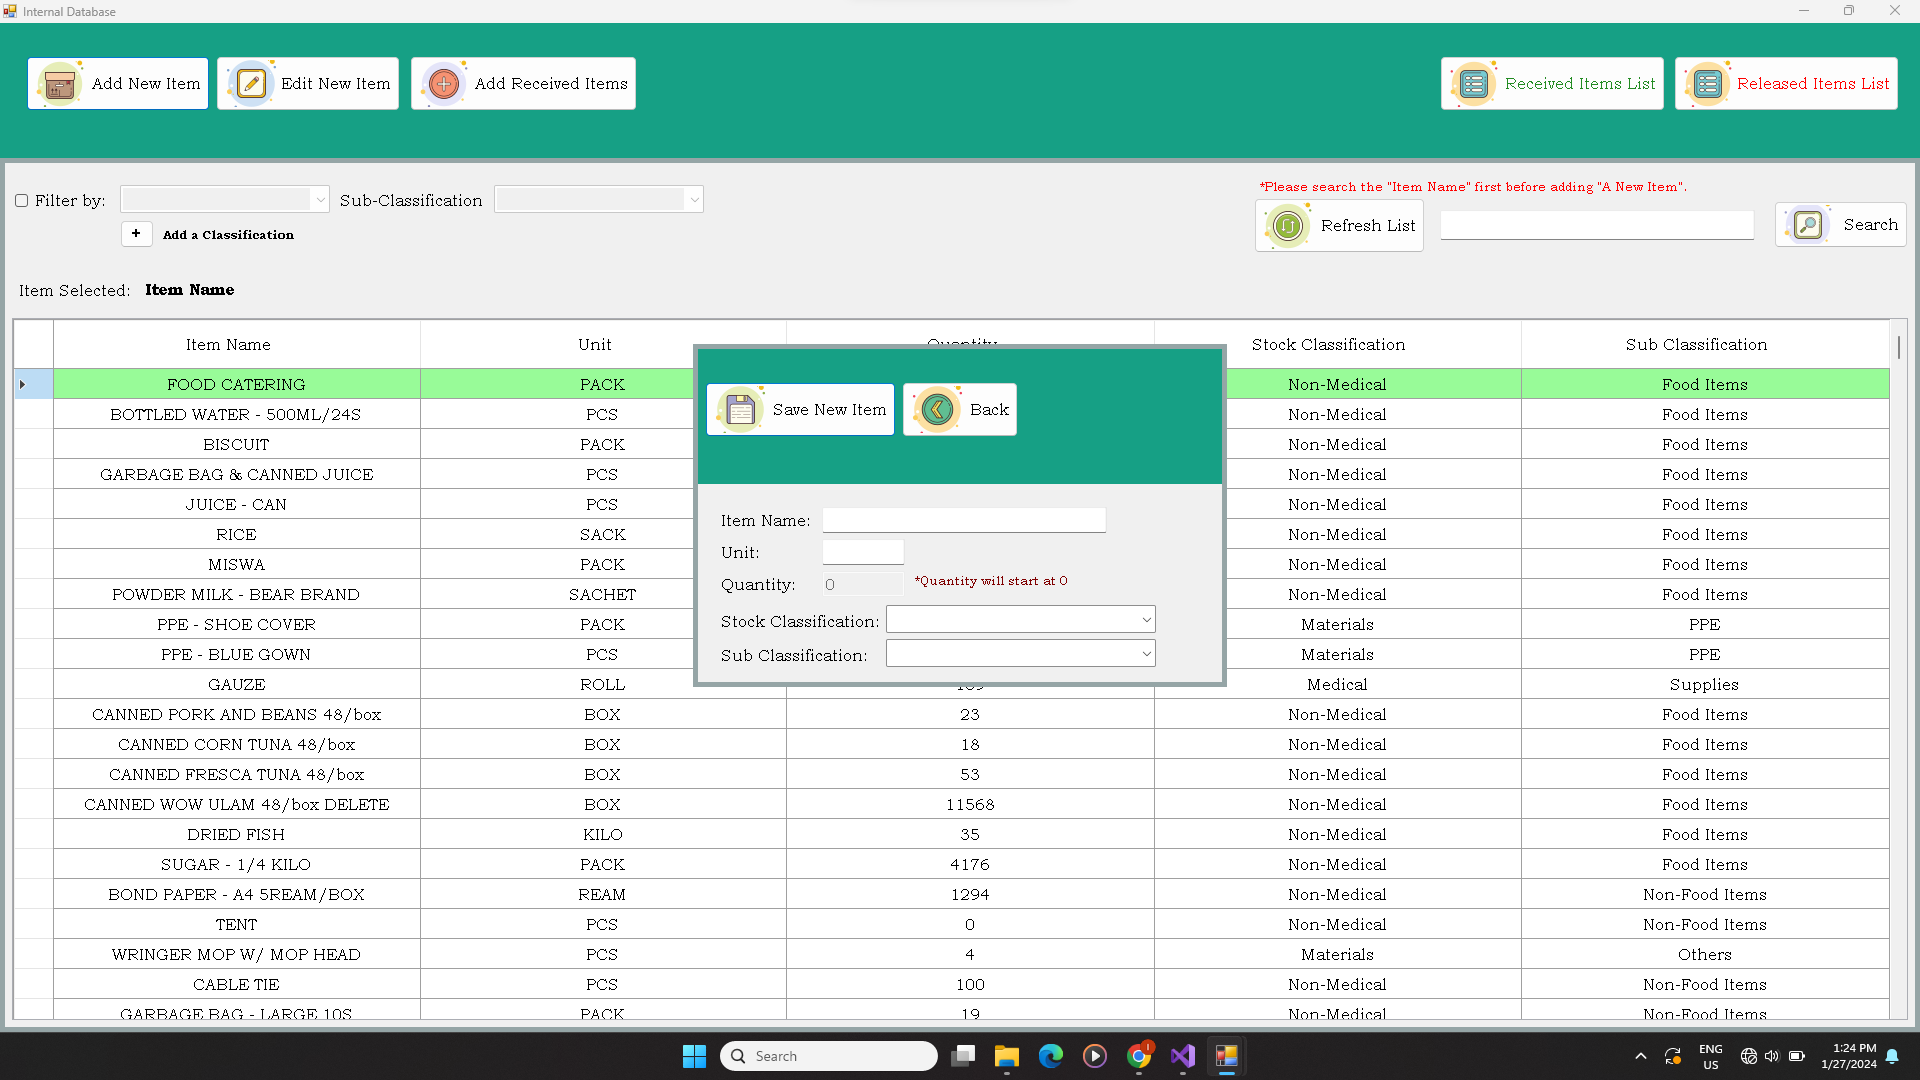 Internal Database
Add New Item
Edit New Item
Add Received Items
Received Items List
Released Items List
Filter by:
Sub-Classification
+
Add a Classification
*Please search the "Item Name" first before adding "A New Item".
Refresh List
Search
Item Selected: Item Name
Item Name Unit Quantity Stock Classification Sub Classification
FOOD CATERING PACK Non-Medical Food Items
BOTTLED WATER - 500ML/24S PCS Non-Medical Food Items
BISCUIT PACK Non-Medical Food Items
GARBAGE BAG & CANNED JUICE PCS Non-Medical Food Items
JUICE - CAN PCS Non-Medical Food Items
RICE SACK Non-Medical Food Items
MISWA PACK Non-Medical Food Items
POWDER MILK - BEAR BRAND SACHET Non-Medical Food Items
PPE - SHOE COVER PACK Materials PPE
PPE - BLUE GOWN PCS Materials PPE
GAUZE ROLL Medical Supplies
CANNED PORK AND BEANS 48/box BOX 23 Non-Medical Food Items
CANNED CORN TUNA 48/box BOX 18 Non-Medical Food Items
CANNED FRESCA TUNA 48/box BOX 53 Non-Medical Food Items
CANNED WOW ULAM 48/box DELETE BOX 11568 Non-Medical Food Items
DRIED FISH KILO 35 Non-Medical Food Items
SUGAR - 1/4 KILO PACK 4176 Non-Medical Food Items
BOND PAPER - A4 5REAM/BOX REAM 1294 Non-Medical Non-Food Items
TENT PCS 0 Non-Medical Non-Food Items
WRINGER MOP W/ MOP HEAD PCS 4 Materials Others
CABLE TIE PCS 100 Non-Medical Non-Food Items
GARBAGE BAG - LARGE 10S PACK 19 Non-Medical Non-Food Items
Save New Item
Back
Item Name:
Unit:
Quantity: 0 *Quantity will start at 0
Stock Classification:
Sub Classification:
Search
1
ENG
US
1:24 PM
1/27/2024